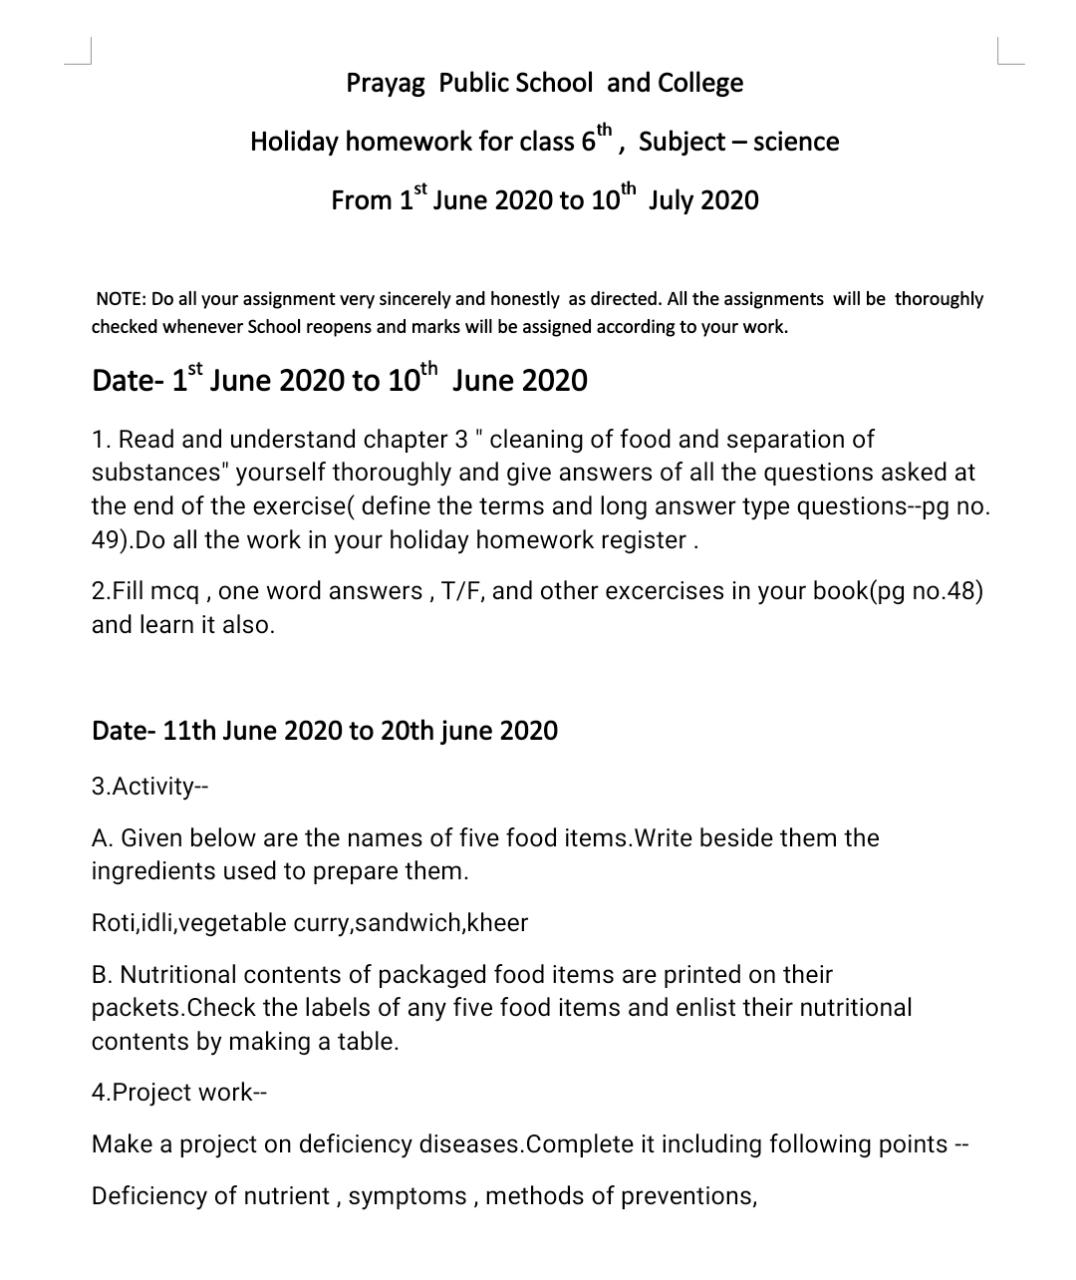 Prayag Public School and College
Holiday homework for class 6th , Subject – science
From 1st June 2020 to 10th July 2020
NOTE: Do all your assignment very sincerely and honestly as directed. All the assignments will be thoroughly
checked whenever School reopens and marks will be assigned according to your work.
Date- 1st June 2020 to 10th June 2020
1. Read and understand chapter 3 " cleaning of food and separation of
substances" yourself thoroughly and give answers of all the questions asked at
the end of the exercise( define the terms and long answer type questions--pg no.
49).Do all the work in your holiday homework register .
2.Fill mcq , one word answers , T/F, and other excercises in your book(pg no.48)
and learn it also.
Date- 11th June 2020 to 20th june 2020
3.Activity--
A. Given below are the names of five food items.Write beside them the
ingredients used to prepare them.
Roti,idli,vegetable curry,sandwich,kheer
B. Nutritional contents of packaged food items are printed on their
packets.Check the labels of any five food items and enlist their nutritional
contents by making a table.
4.Project work--
Make a project on deficiency diseases.Complete it including following points --
Deficiency of nutrient , symptoms , methods of preventions,